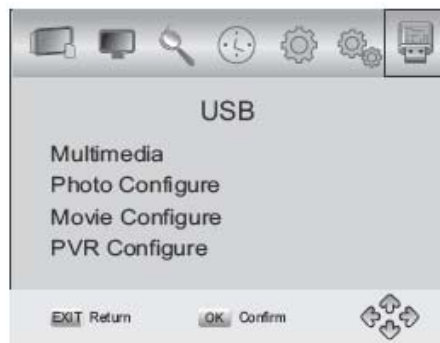 USB
Multimedia
Photo Configure
Movie Configure
PVR Configure
EXIT Return OK Confirm